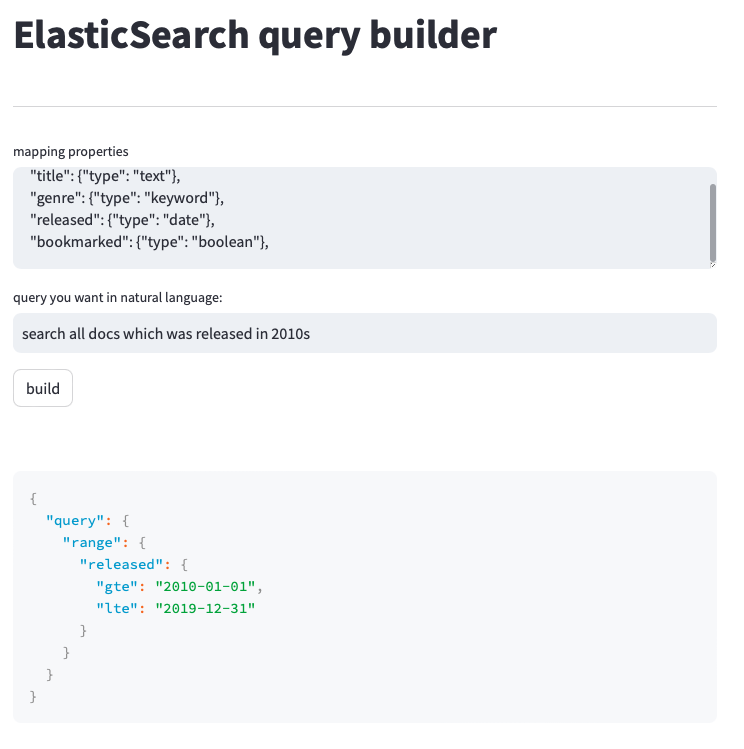 ElasticSearch query builder
mapping properties
"title": {"type": "text"},
"genre": {"type": "keyword"},
"released": {"type": "date"},
"bookmarked": {"type": "boolean"},
query you want in natural language:
search all docs which was released in 2010s
build
{
  "query": {
    "range": {
      "released": {
        "gte": "2010-01-01",
        "lte": "2019-12-31"
      }
    }
  }
}